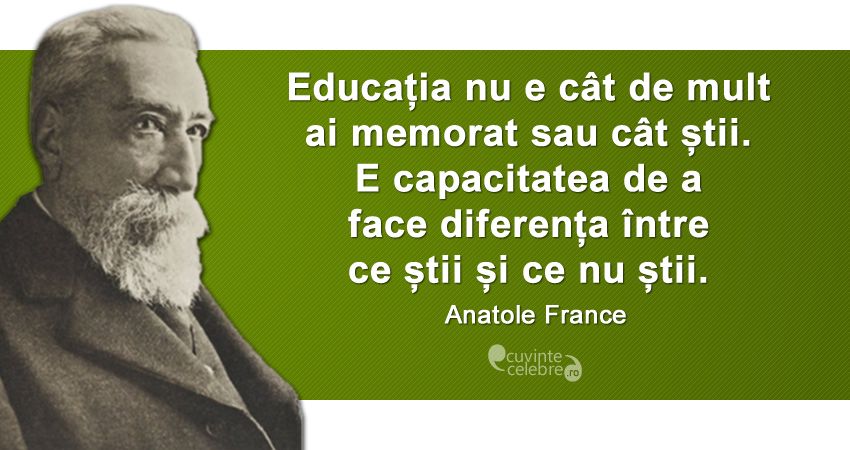 Educația nu e cât de mult
ai memorat sau cât știi.
E capacitatea de a
face diferența între
ce știi și ce nu știi.
Anatole France
cuvinte
celebre.ro